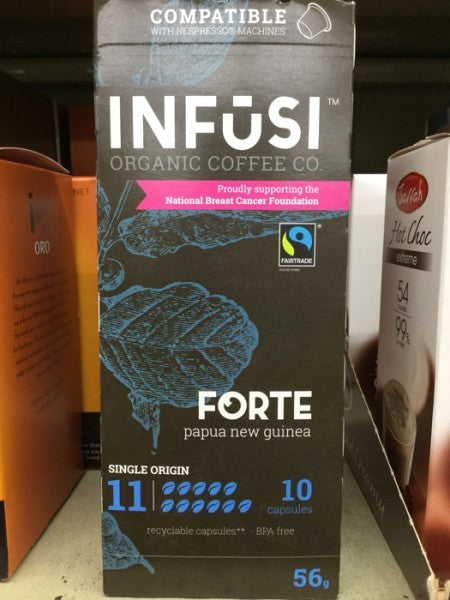 COMPATIBLE
WITH NESPRESSO® MACHINES
INFŪSI™
ORGANIC COFFEE CO.
Proudly supporting the
National Breast Cancer Foundation
FAIRTRADE
FORTE
papua new guinea
SINGLE ORIGIN
11
10
capsules
recyclable capsules** · BPA free
56g
ORO
Hot Choc
extreme
54
99%